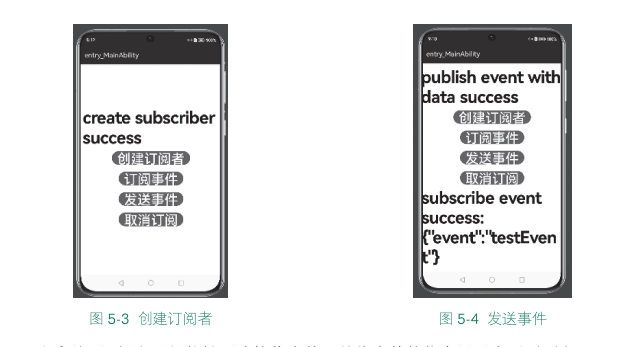 entry_MainAbility
create subscriber
success
创建订阅者
订阅事件
发送事件
取消订阅
图 5-3 创建订阅者
entry_MainAbility
publish event with
data success
创建订阅者
订阅事件
发送事件
取消订阅
subscribe event
success:
{"event":"testEven
t"}
图 5-4 发送事件